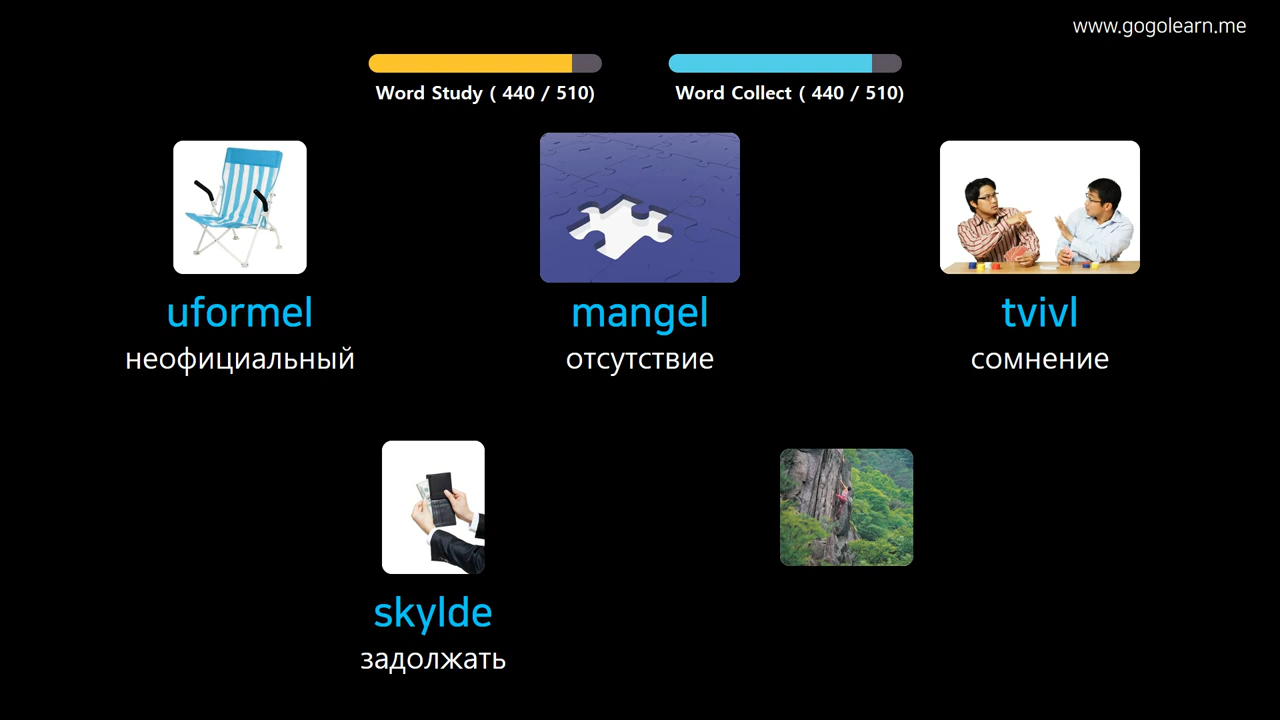 www.gogolearn.me
Word Study ( 440 / 510)
Word Collect ( 440 / 510)
uformel
неофициальный
mangel
отсутствие
tvivl
сомнение
skylde
задолжать